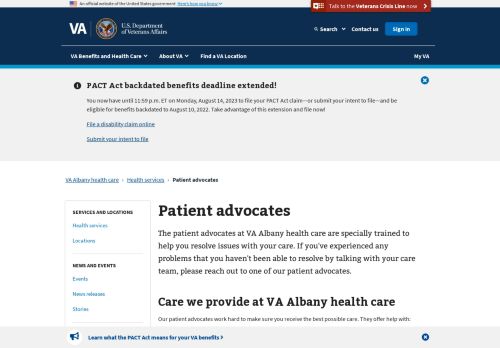 An official website of the United States government Here's how you know
Talk to the Veterans Crisis Line now
VA
U.S. Department
of Veterans Affairs
Search
Contact us
Sign in
VA Benefits and Health Care
About VA
Find a VA Location
My VA
PACT Act backdated benefits deadline extended!
You now have until 11:59 p.m. ET on Monday, August 14, 2023 to file your PACT Act claim—or submit your intent to file—and be
eligible for benefits backdated to August 10, 2022. Take advantage of this extension and file now!
File a disability claim online
Submit your intent to file
VA Albany health care › Health services › Patient advocates
SERVICES AND LOCATIONS
Health services
Locations
NEWS AND EVENTS
Events
News releases
Stories
Patient advocates
The patient advocates at VA Albany health care are specially trained to
help you resolve issues with your care. If you've experienced any
problems that you haven't been able to resolve by talking with your care
team, please reach out to one of our patient advocates.
Care we provide at VA Albany health care
Our patient advocates work hard to make sure you receive the best possible care. They offer help with:
Learn what the PACT Act means for your VA benefits